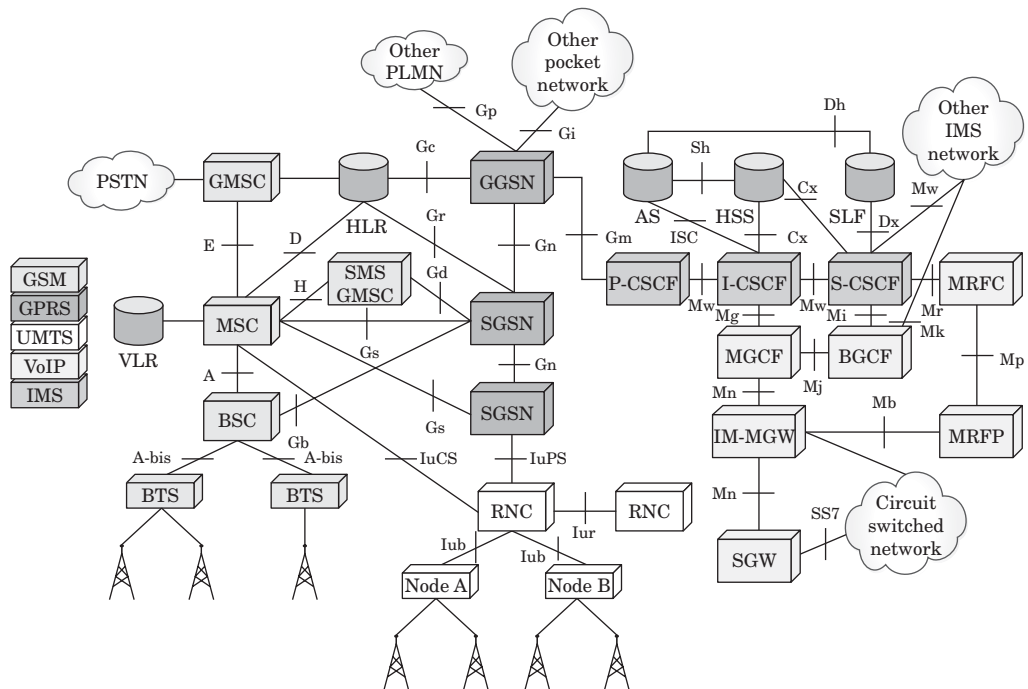 Other
PLMN
Other
pocket
network
Gp
Gi
Dh
Other
IMS
network
PSTN
GMSC
HLR
Gc
GGSN
AS
Sh
HSS
Cx
SLF
Mw
E
D
Gr
Gn
Gm
ISC
Cx
Dx
GSM
GPRS
UMTS
VoIP
IMS
VLR
MSC
H
SMS
GMSC
Gd
Gs
SGSN
P-CSCF
Mw
I-CSCF
Mw
S-CSCF
Mr
MRFC
Mg
Mi
Mk
A
Gn
MGCF
Mj
BGCF
Mp
BSC
Gb
Gs
SGSN
Mn
IM-MGW
Mb
MRFP
A-bis
A-bis
IuCS
IuPS
BTS
BTS
RNC
Iur
RNC
Mn
SS7
Circuit
switched
network
SGW
Iub
Iub
Node A
Node B